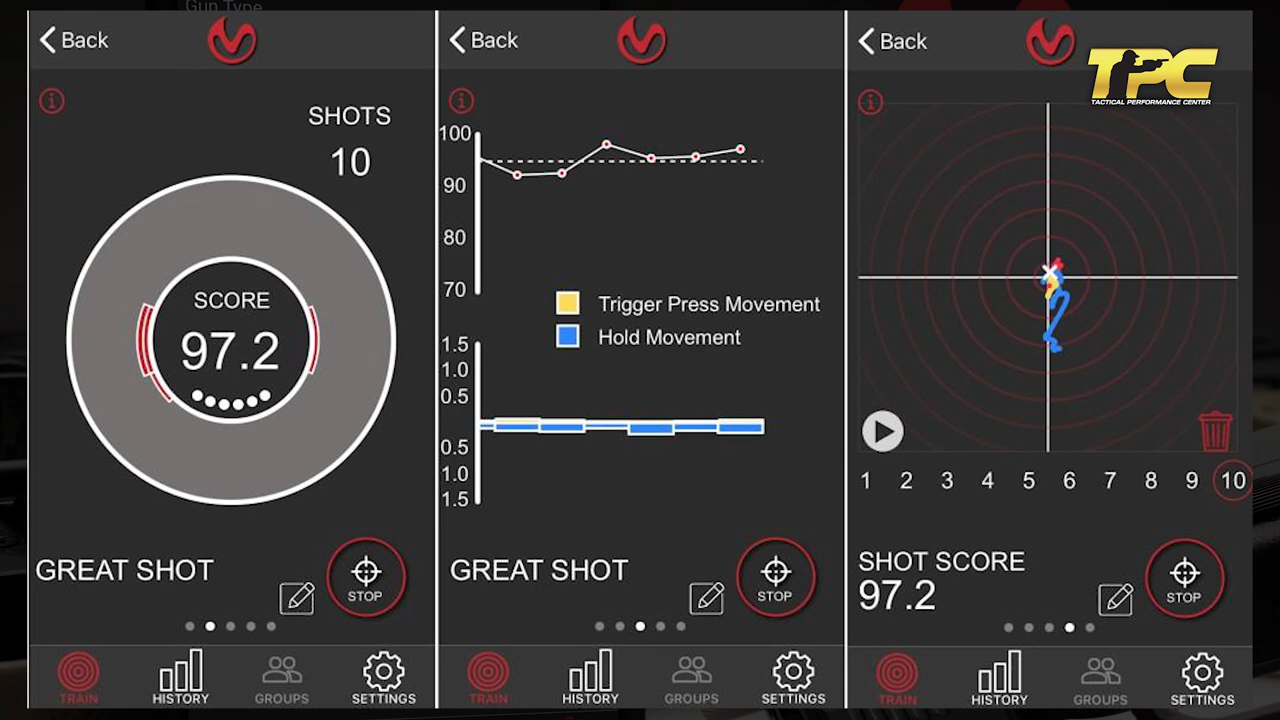 Gun Type
Back
SHOTS
10
SCORE
97.2
GREAT SHOT
STOP
TRAIN
HISTORY
GROUPS
SETTINGS
Back
100
90
80
70
Trigger Press Movement
Hold Movement
1.5
1.0
0.5
0.5
1.0
1.5
GREAT SHOT
STOP
TRAIN
HISTORY
GROUPS
SETTINGS
Back
TPC
TACTICAL PERFORMANCE CENTER
1 2 3 4 5 6 7 8 9 10
SHOT SCORE
97.2
STOP
TRAIN
HISTORY
GROUPS
SETTINGS